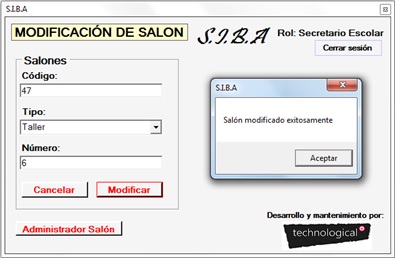 S.I.B.A
MODIFICACIÓN DE SALON
S.I.B.A
Rol: Secretario Escolar
Cerrar sesión
Salones
Código:
47
Tipo:
Taller
Número:
6
Cancelar
Modificar
Administrador Salón
S.I.B.A
Salón modificado exitosamente
Aceptar
Desarrollo y mantenimiento por:
technological